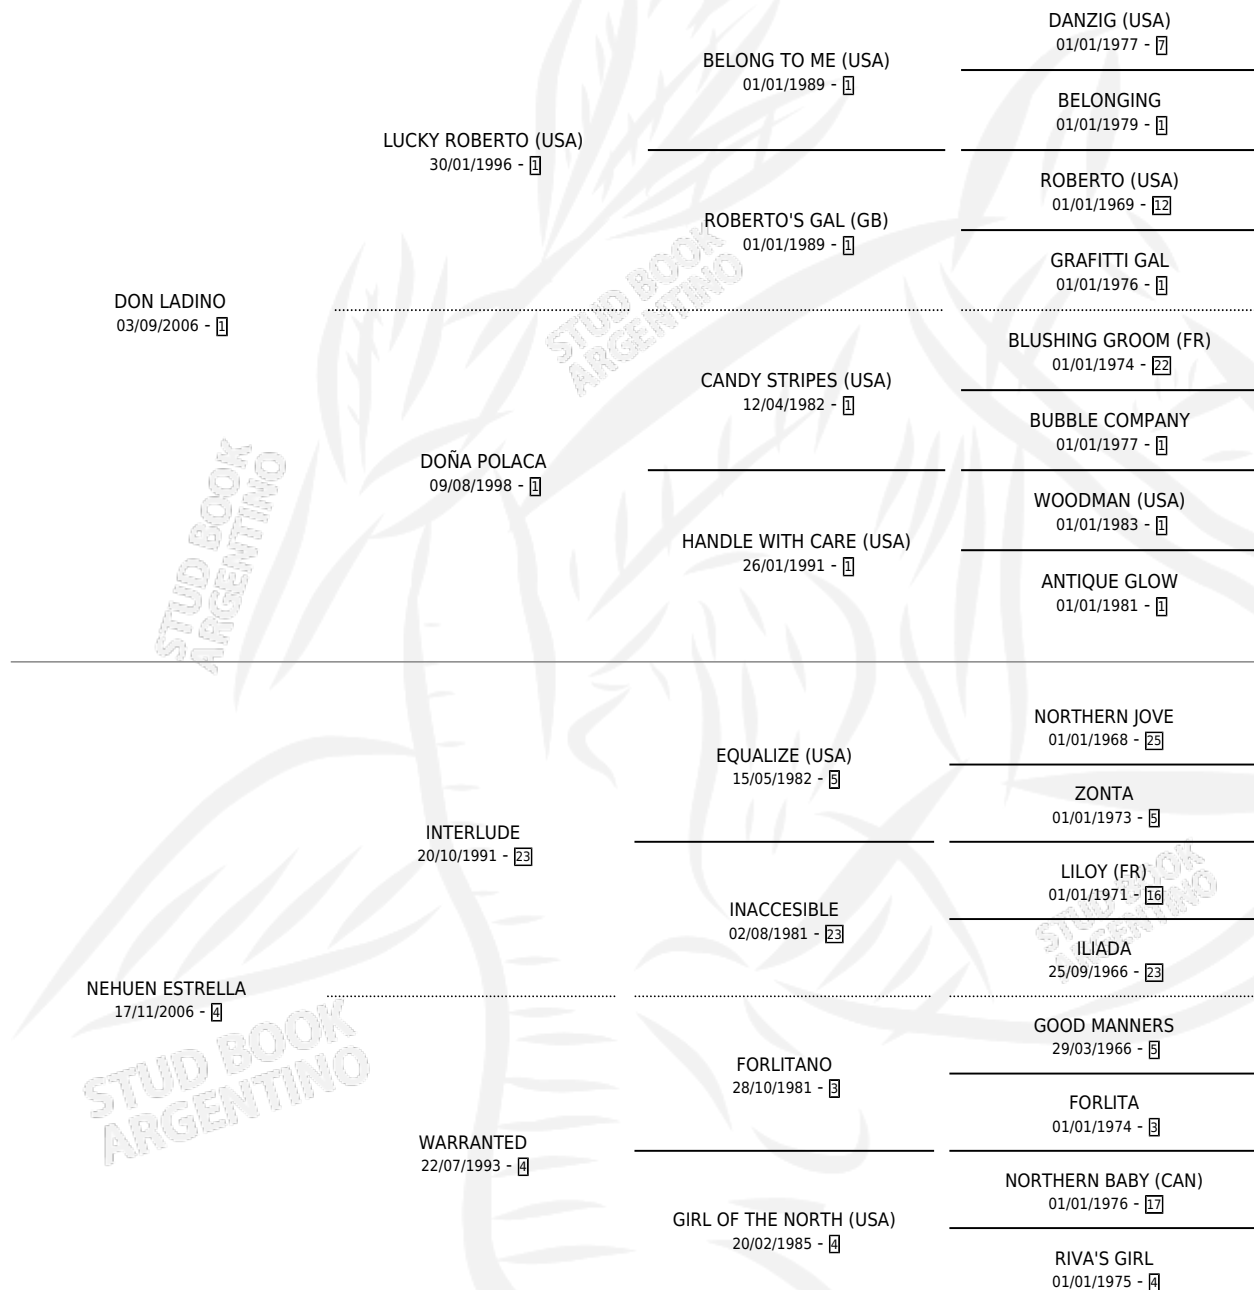 DANZIG (USA)
01/01/1977 - 7
BELONG TO ME (USA)
01/01/1989 - 1
BELONGING
01/01/1979 - 1
LUCKY ROBERTO (USA)
30/01/1996 - 1
ROBERTO (USA)
01/01/1969 - 12
ROBERTO'S GAL (GB)
01/01/1989 - 1
GRAFITTI GAL
01/01/1976 - 1
DON LADINO
03/09/2006 - 1
STUD BOOK
ARGENTINO
BLUSHING GROOM (FR)
01/01/1974 - 22
CANDY STRIPES (USA)
12/04/1982 - 1
BUBBLE COMPANY
01/01/1977 - 1
DOÑA POLACA
09/08/1998 - 1
WOODMAN (USA)
01/01/1983 - 1
HANDLE WITH CARE (USA)
26/01/1991 - 1
ANTIQUE GLOW
01/01/1981 - 1
STUD BOOK
ARGENTINO
NORTHERN JOVE
01/01/1968 - 25
EQUALIZE (USA)
15/05/1982 - 5
ZONTA
01/01/1973 - 5
INTERLUDE
20/10/1991 - 23
LILOY (FR)
01/01/1971 - 16
INACCESIBLE
02/08/1981 - 23
STUD BOOK
ARGENTINO
ILIADA
25/09/1966 - 23
NEHUEN ESTRELLA
17/11/2006 - 4
STUD BOOK
ARGENTINO
GOOD MANNERS
29/03/1966 - 5
FORLITANO
28/10/1981 - 3
FORLITA
01/01/1974 - 3
WARRANTED
22/07/1993 - 4
NORTHERN BABY (CAN)
01/01/1976 - 17
GIRL OF THE NORTH (USA)
20/02/1985 - 4
RIVA'S GIRL
01/01/1975 - 4